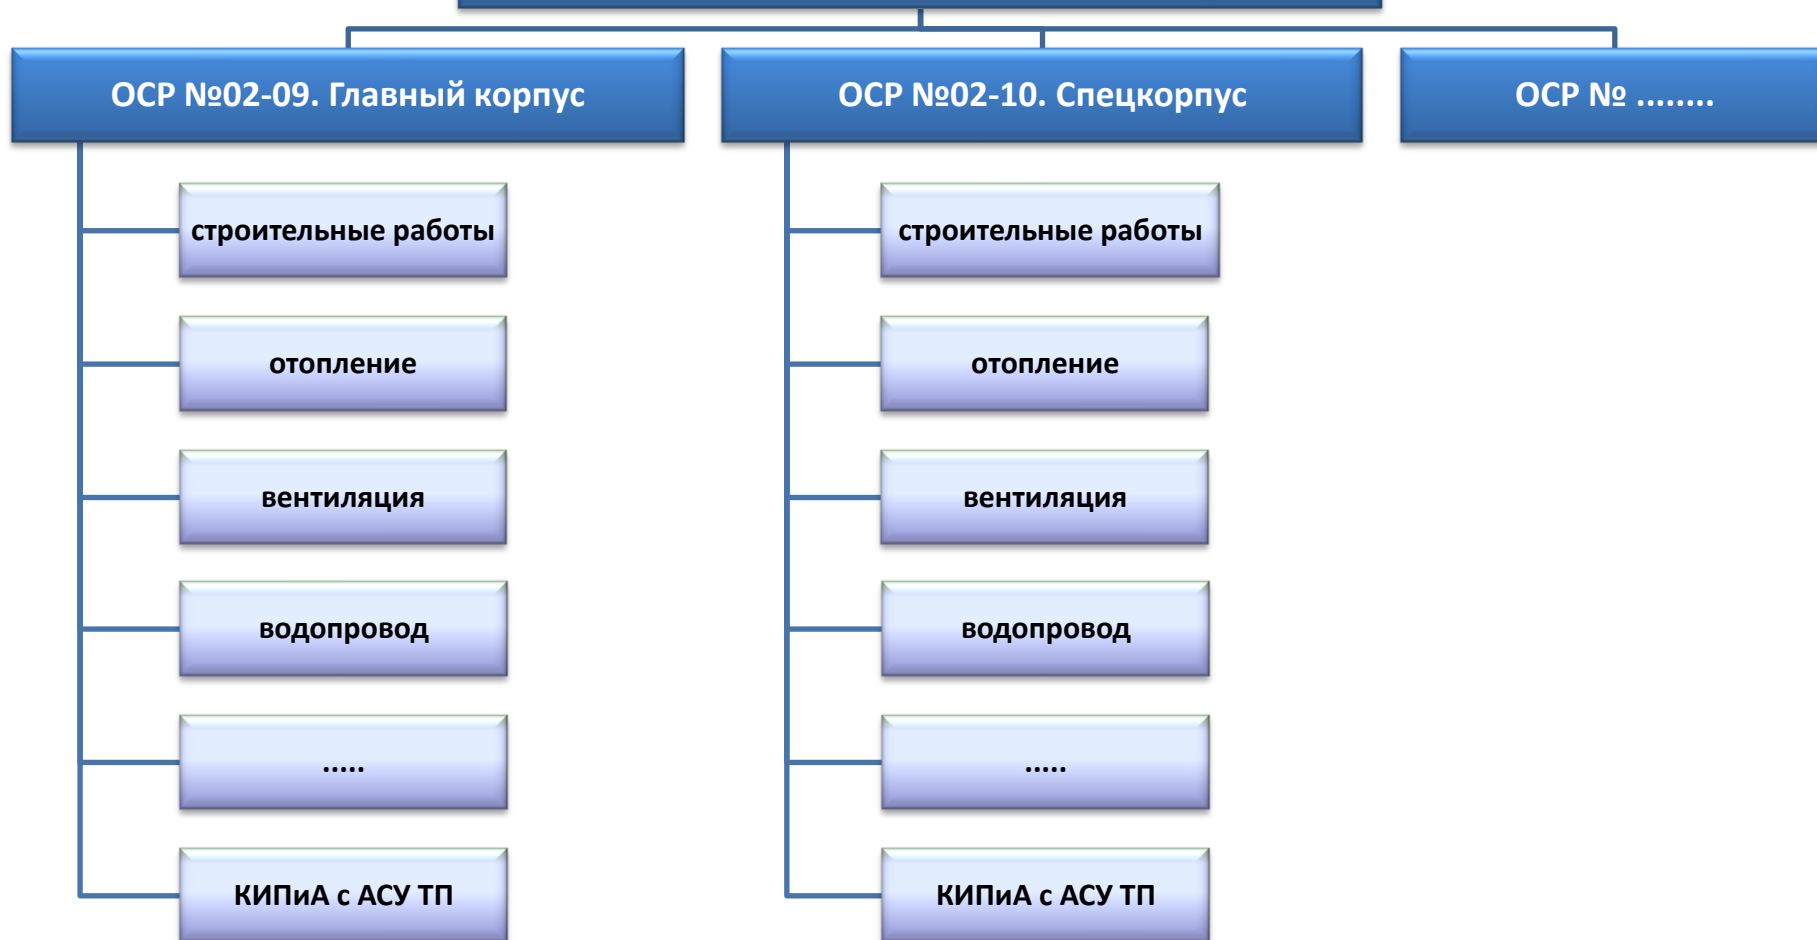 ОСР №02-09. Главный корпус
строительные работы
отопление
вентиляция
водопровод
.....
КИПиА с АСУ ТП
ОСР №02-10. Спецкорпус
строительные работы
отопление
вентиляция
водопровод
.....
КИПиА с АСУ ТП
ОСР № ........